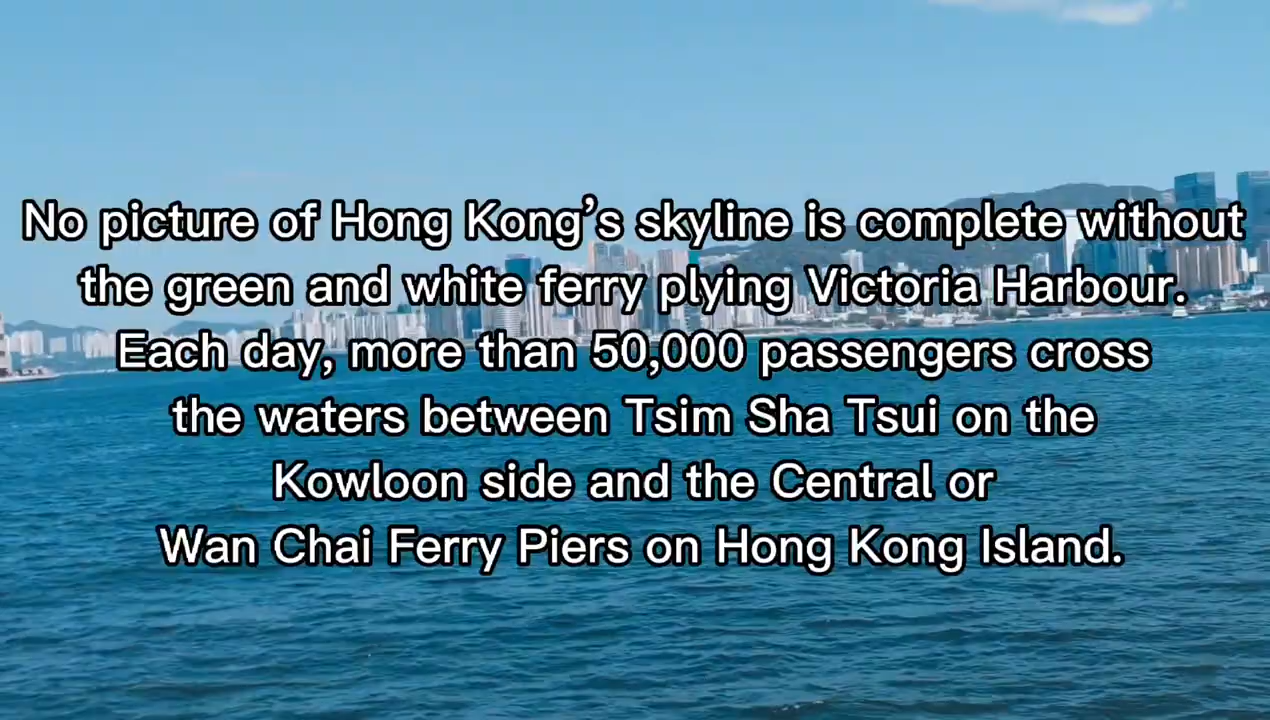 No picture of Hong Kong’s skyline is complete without
the green and white ferry plying Victoria Harbour.
Each day, more than 50,000 passengers cross
the waters between Tsim Sha Tsui on the
Kowloon side and the Central or
Wan Chai Ferry Piers on Hong Kong Island.